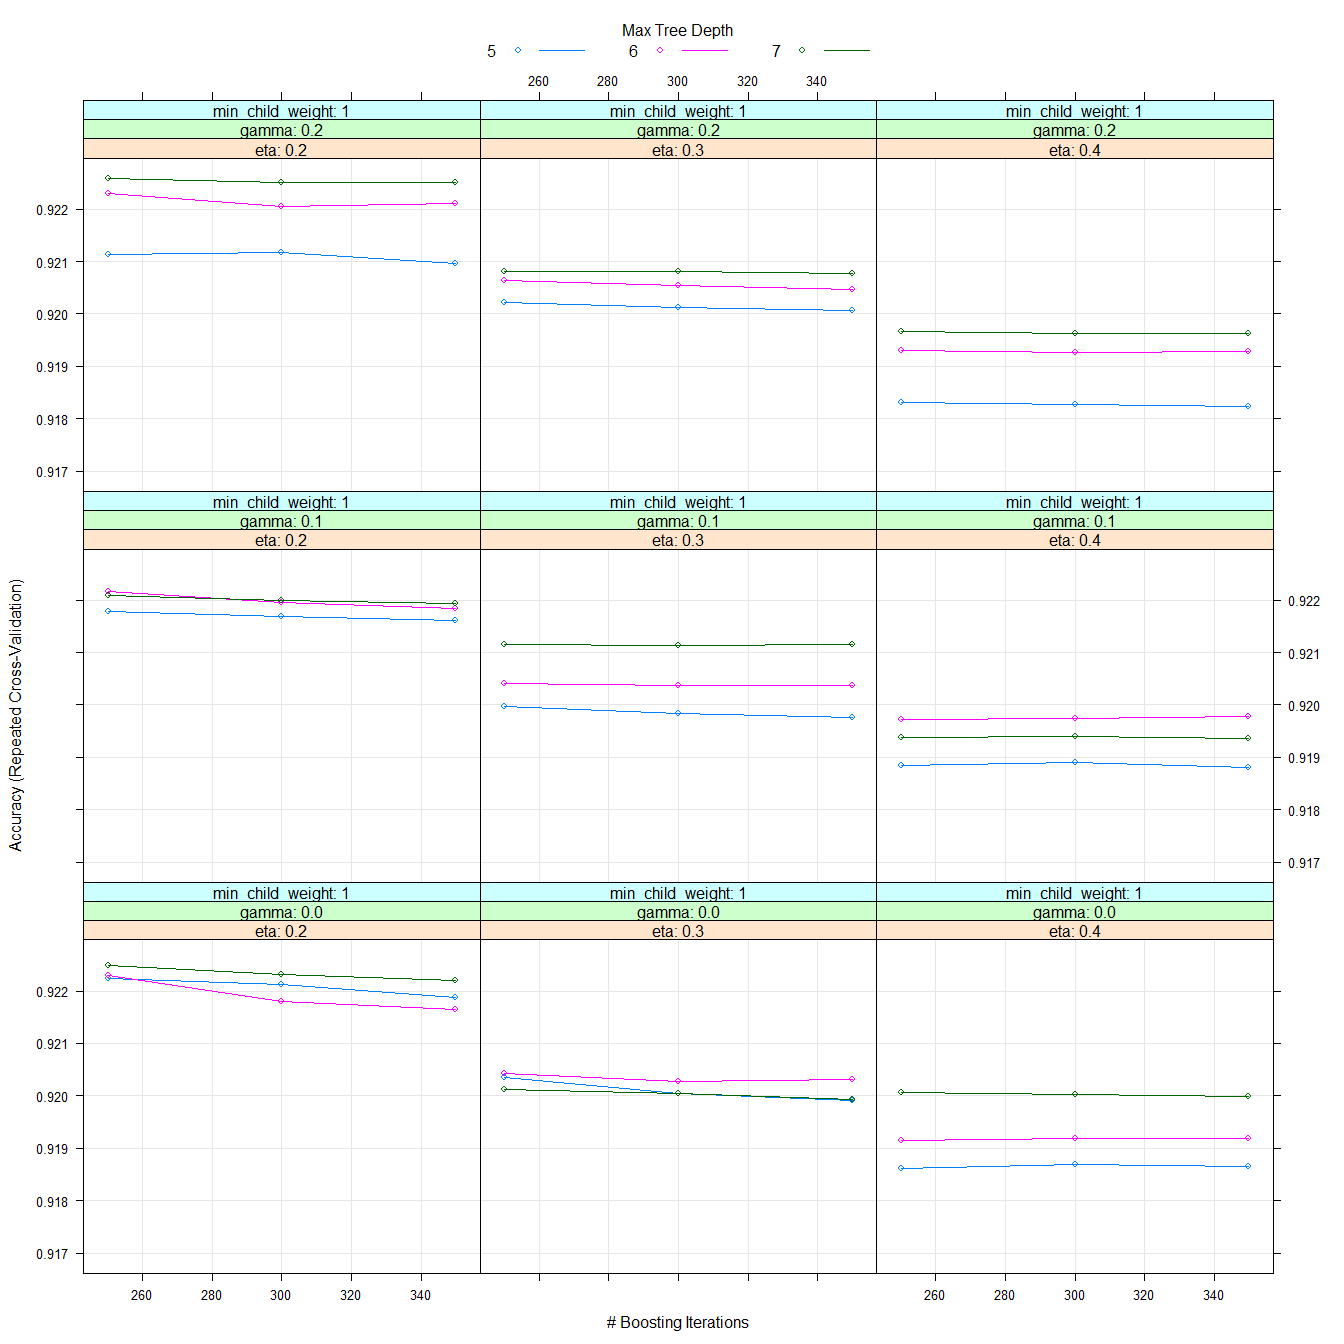 Max Tree Depth
5 6 7
260 280 300 320 340
min_child_weight: 1 min_child_weight: 1 min_child_weight: 1
gamma: 0.2 gamma: 0.2 gamma: 0.2
eta: 0.2 eta: 0.3 eta: 0.4
0.922
0.921
0.920
0.919
0.918
0.917
min_child_weight: 1 min_child_weight: 1 min_child_weight: 1
gamma: 0.1 gamma: 0.1 gamma: 0.1
eta: 0.2 eta: 0.3 eta: 0.4
0.922
0.921
0.920
0.919
0.918
0.917
Accuracy (Repeated Cross-Validation)
min_child_weight: 1 min_child_weight: 1 min_child_weight: 1
gamma: 0.0 gamma: 0.0 gamma: 0.0
eta: 0.2 eta: 0.3 eta: 0.4
0.922
0.921
0.920
0.919
0.918
0.917
260 280 300 320 340 260 280 300 320 340
# Boosting Iterations